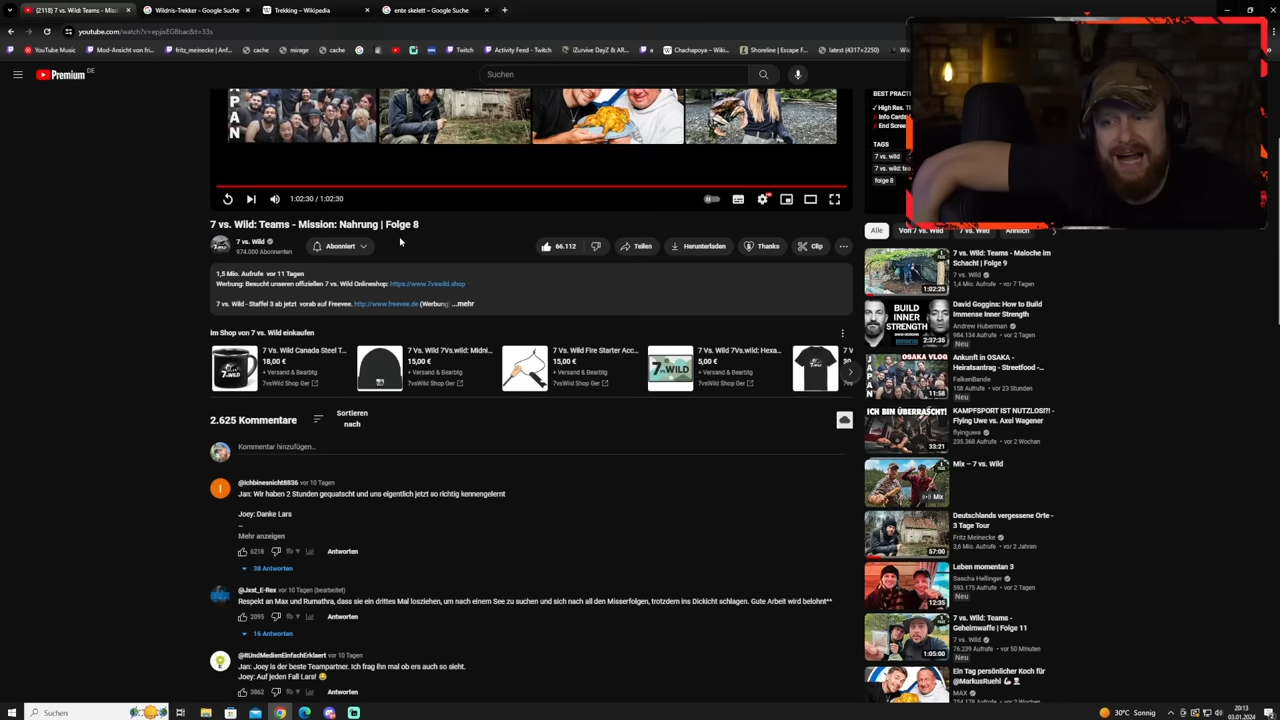 (2118) 7 vs. Wild: Teams - Miss
Wildnis-Trekker - Google Suche
Trekking – Wikipedia
ente skelett – Google Suche
youtube.com/watch?v=epjisEGBbac&t=33s
YouTube Music
Mod-Ansicht von fri
fritz_meinecke | Anf...
cache
mirage
cache
Twitch
Activity Feed - Twitch
iZurvive DayZ & AR...
a
Chachapoya – Wiki...
Shoreline | Escape F...
latest (4317×2250)
Premium DE
Suchen
PAN
BEST PRACTI
High Res. T
Info Cards
End Scree
TAGS
7 vs. wild
7 vs. wild: tea
folge 8
1:02:30 / 1:02:30
7 vs. Wild: Teams - Mission: Nahrung | Folge 8
7 vs. Wild
974.000 Abonnenten
Abonniert
66.112
Teilen
Herunterladen
Thanks
Clip
1,5 Mio. Aufrufe vor 11 Tagen
Werbung: Besucht unseren offiziellen 7 vs. Wild Onlineshop: https://www.7vswild.shop
7 vs. Wild - Staffel 3 ab jetzt vorab auf Freevee, http://www.freevee.de (Werbung) ...mehr
Im Shop von 7 vs. Wild einkaufen
7 Vs. Wild Canada Steel T...
18,00 €
+ Versand & Bearbtg
7vsWild Shop Ger
7 Vs. Wild 7Vs.wild: Midni...
15,00 €
+ Versand & Bearbtg
7vsWild Shop Ger
7 Vs. Wild Fire Starter Acc...
15,00 €
+ Versand & Bearbtg
7vsWild Shop Ger
7 Vs. Wild 7Vs.wild: Hexa...
5,00 €
+ Versand & Bearbtg
7vsWild Shop Ger
2.625 Kommentare
Sortieren
nach
Kommentar hinzufügen...
@ichbinesnicht8836 vor 10 Tagen
Jan: Wir haben 2 Stunden gequatscht und uns eigentlich jetzt so richtig kennengelernt
Joey: Danke Lars
Mehr anzeigen
6218
Antworten
38 Antworten
@Jxst_E-Rex vor 10 Tagen (bearbeitet)
Respekt an Max und Rumathra, dass sie ein drittes Mal losziehen, um nach einem See zu suchen und sich nach all den Misserfolgen, trotzdem ins Dickicht schlagen. Gute Arbeit wird belohnt**
2095
Antworten
16 Antworten
@ItUndMedienEinfachErklaert vor 10 Tagen
Jan: Joey is der beste Teampartner. Ich frag ihn mal ob ers auch so sieht.
Joey: Auf jeden Fall Lars! 😂
3862
Antworten
Alle
Von 7 vs. Wild
7 vs. Wild
Ähnlich
7 vs. Wild: Teams - Maloche im
Schacht | Folge 9
7 vs. Wild
1,4 Mio. Aufrufe • vor 7 Tagen
1:02:25
BUILD
INNER
STRENGTH
2:37:35
David Goggins: How to Build
Immense Inner Strength
Andrew Huberman
984.134 Aufrufe • vor 2 Tagen
Neu
JAPAN
OSAKA VLOG
11:58
Ankunft in OSAKA -
Heiratsantrag - Streetfood -...
FalkenBande
158 Aufrufe • vor 23 Stunden
Neu
ICH BIN ÜBERRASCHT!
33:21
KAMPFSPORT IST NUTZLOS!?! -
Flying Uwe vs. Axel Wagener
flyinguwe
235.368 Aufrufe • vor 2 Wochen
Mix
Mix – 7 vs. Wild
57:00
Deutschlands vergessene Orte -
3 Tage Tour
Fritz Meinecke
3,6 Mio. Aufrufe • vor 2 Jahren
12:35
Leben momentan 3
Sascha Hellinger
593.175 Aufrufe • vor 2 Tagen
Neu
1:05:00
7 vs. Wild: Teams -
Geheimwaffe | Folge 11
7 vs. Wild
76.239 Aufrufe • vor 50 Minuten
Neu
Ein Tag persönlicher Koch für
@MarkusRuehl
MAX
Suchen
30°C Sonnig
20:13
03.01.2024